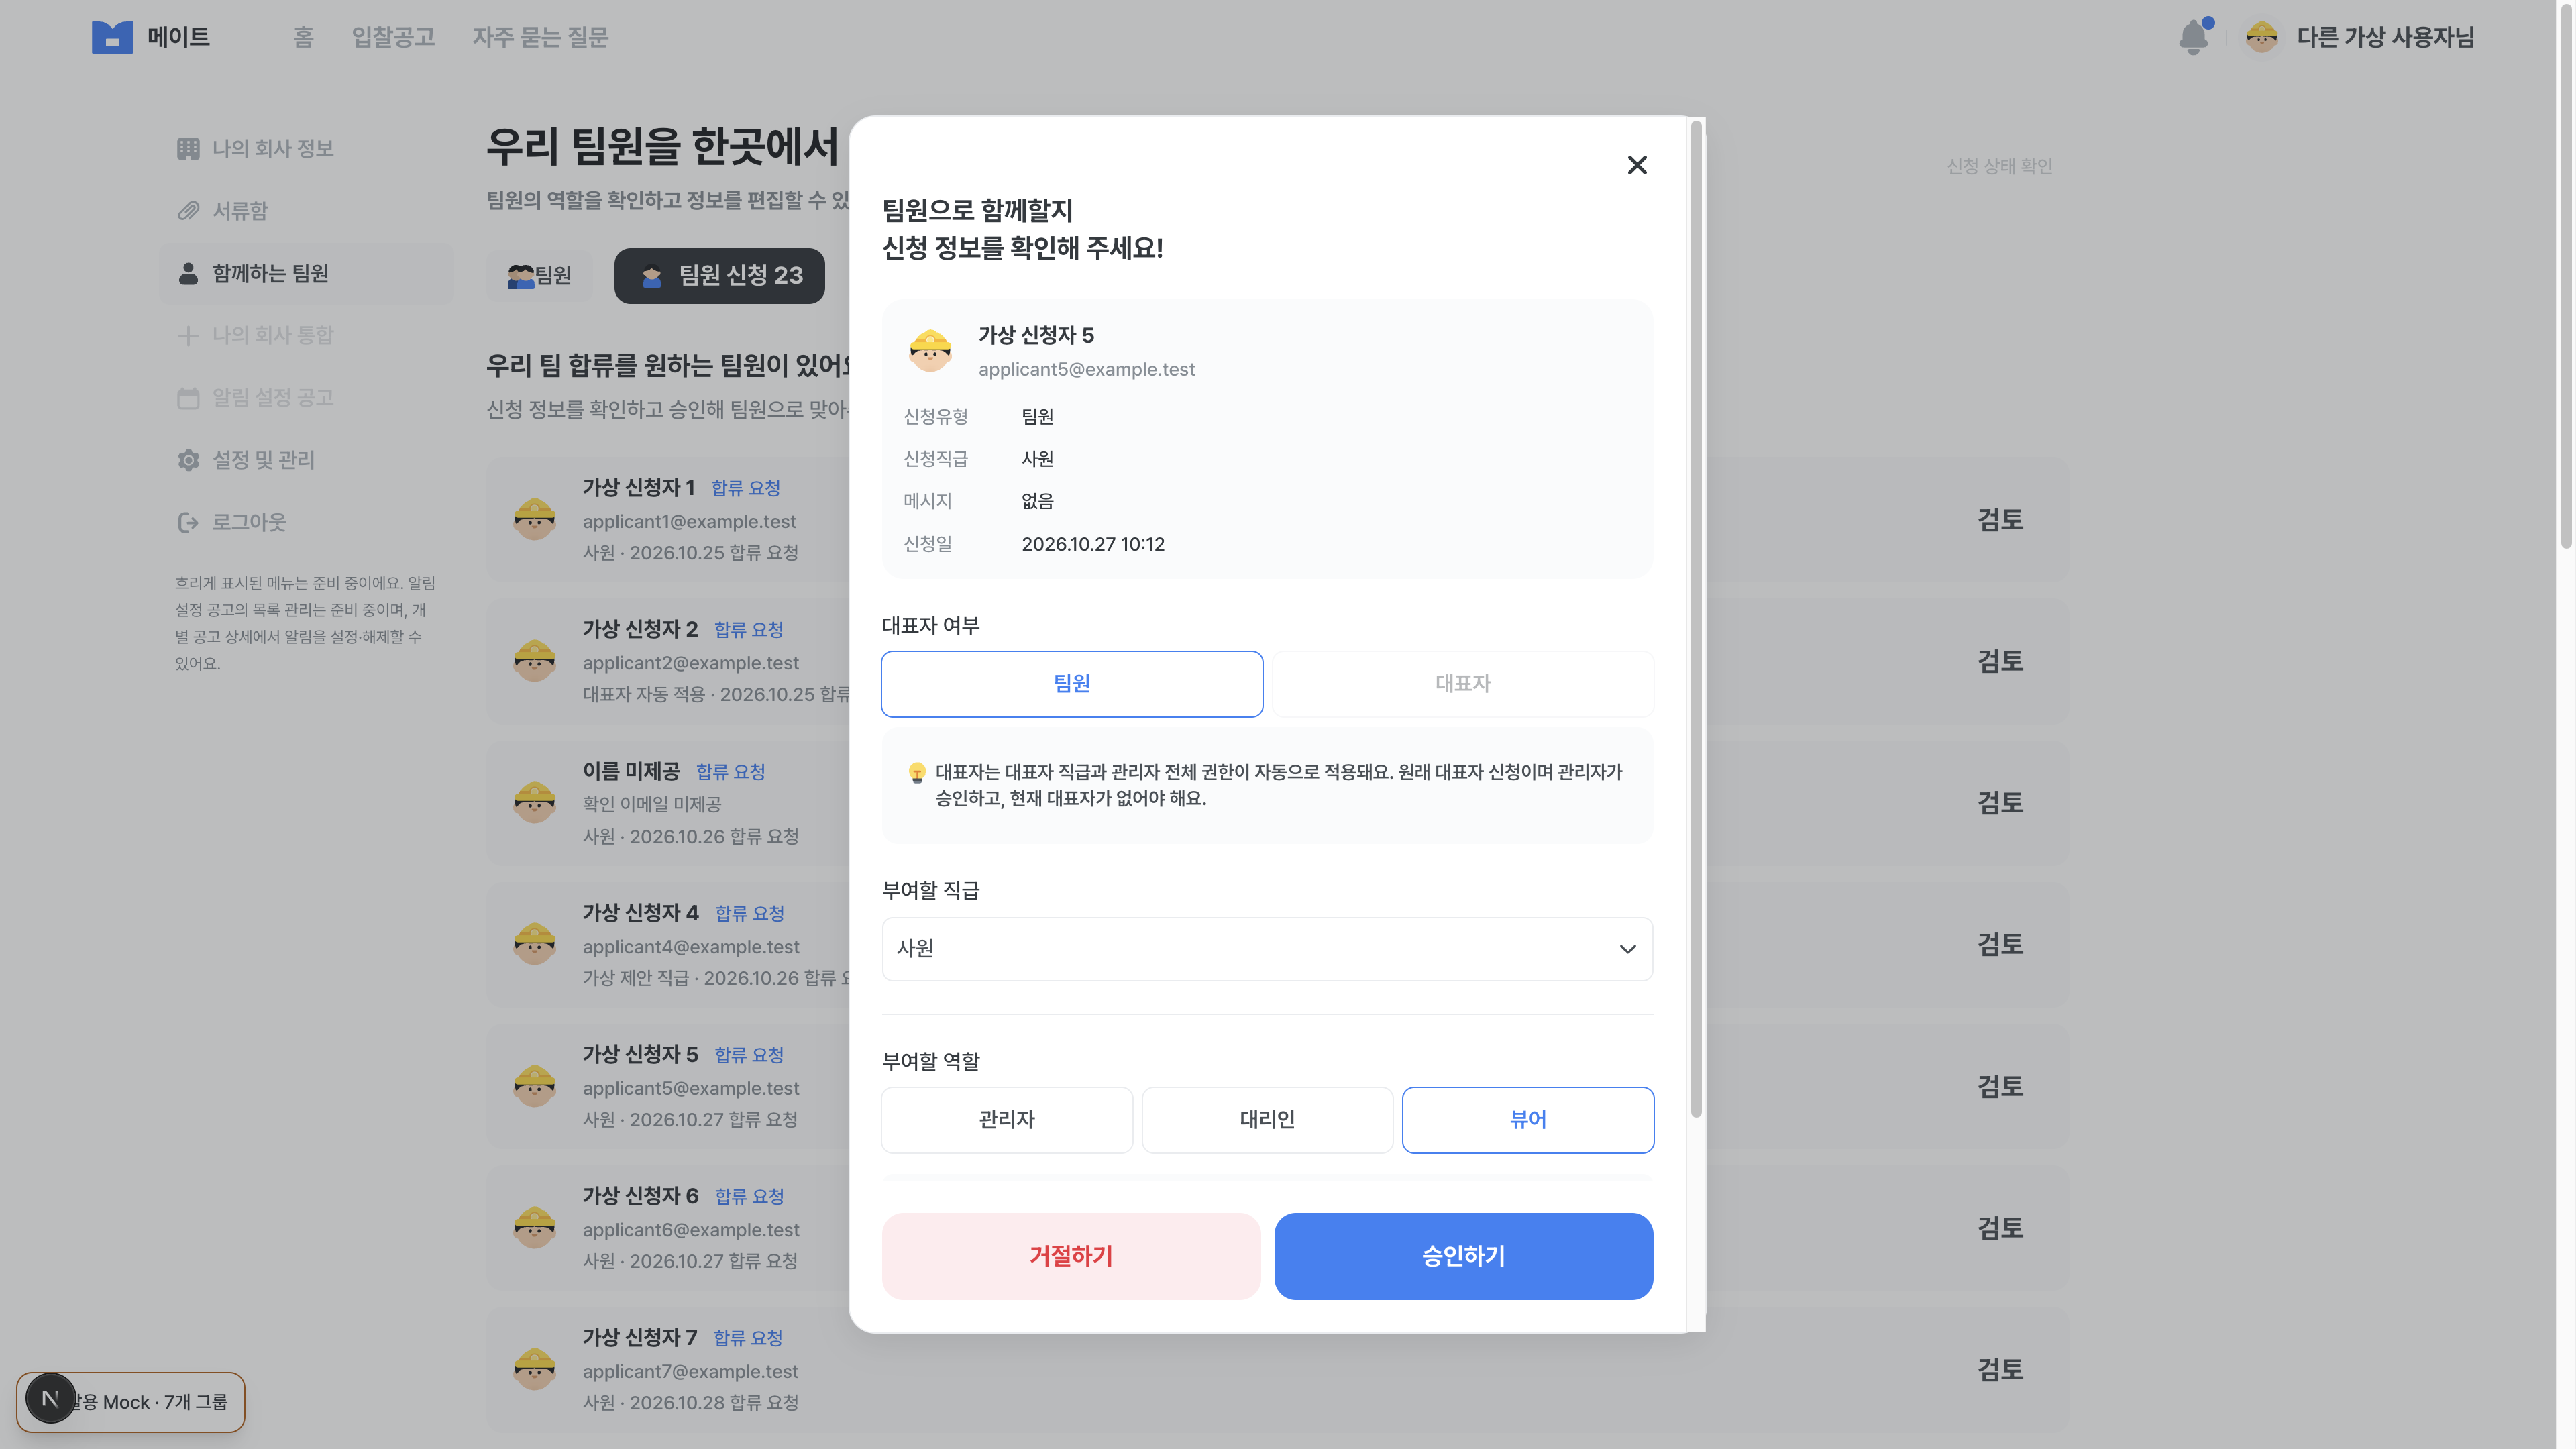 메이트
홈
입찰공고
자주 묻는 질문
다른 가상 사용자님
나의 회사 정보
서류함
함께하는 팀원
나의 회사 통합
알림 설정 공고
설정 및 관리
로그아웃
흐리게 표시된 메뉴는 준비 중이에요. 알림
설정 공고의 목록 관리는 준비 중이며, 개
별 공고 상세에서 알림을 설정·해제할 수
있어요.
우리 팀원을 한곳에서
팀원의 역할을 확인하고 정보를 편집할 수 있
신청 상태 확인
팀원
팀원 신청 23
우리 팀 합류를 원하는 팀원이 있어
신청 정보를 확인하고 승인해 팀원으로 맞아
가상 신청자 1 합류 요청
applicant1@example.test
사원 · 2026.10.25 합류 요청
검토
가상 신청자 2 합류 요청
applicant2@example.test
대표자 자동 적용 · 2026.10.25 합류
검토
이름 미제공 합류 요청
확인 이메일 미제공
사원 · 2026.10.26 합류 요청
검토
가상 신청자 4 합류 요청
applicant4@example.test
가상 제안 직급 · 2026.10.26 합류
검토
가상 신청자 5 합류 요청
applicant5@example.test
사원 · 2026.10.27 합류 요청
검토
가상 신청자 6 합류 요청
applicant6@example.test
사원 · 2026.10.27 합류 요청
검토
가상 신청자 7 합류 요청
applicant7@example.test
사원 · 2026.10.28 합류 요청
검토
팀원으로 함께할지
신청 정보를 확인해 주세요!
가상 신청자 5
applicant5@example.test
신청유형 팀원
신청직급 사원
메시지 없음
신청일 2026.10.27 10:12
대표자 여부
팀원
대표자
대표자는 대표자 직급과 관리자 전체 권한이 자동으로 적용돼요. 원래 대표자 신청이며 관리자가
승인하고, 현재 대표자가 없어야 해요.
부여할 직급
사원
부여할 역할
관리자
대리인
뷰어
거절하기
승인하기
N
발용 Mock · 7개 그룹